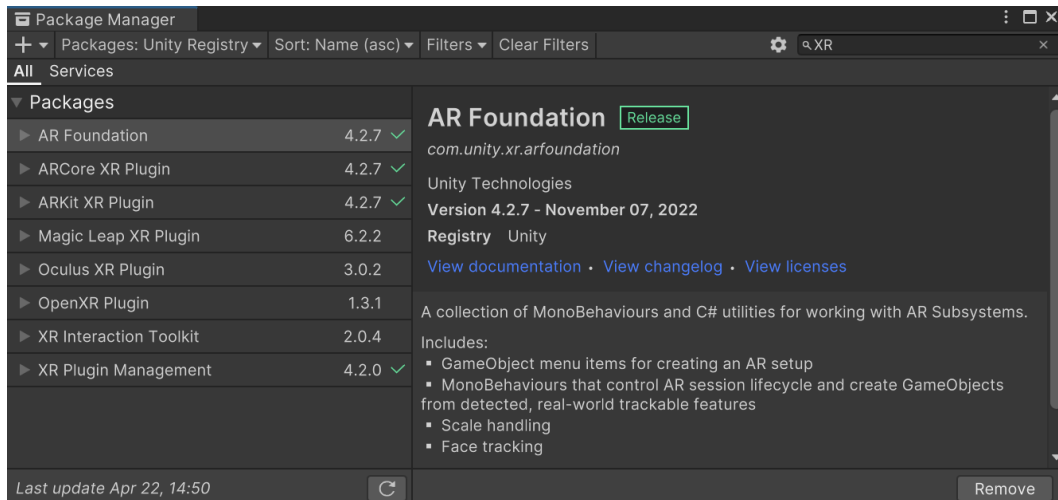 Package Manager
Packages: Unity Registry Sort: Name (asc) Filters Clear Filters XR
All Services
Packages
AR Foundation 4.2.7
ARCore XR Plugin 4.2.7
ARKit XR Plugin 4.2.7
Magic Leap XR Plugin 6.2.2
Oculus XR Plugin 3.0.2
OpenXR Plugin 1.3.1
XR Interaction Toolkit 2.0.4
XR Plugin Management 4.2.0
Last update Apr 22, 14:50
AR Foundation Release
com.unity.xr.arfoundation
Unity Technologies
Version 4.2.7 - November 07, 2022
Registry Unity
View documentation • View changelog • View licenses
A collection of MonoBehaviours and C# utilities for working with AR Subsystems.
Includes:
▪ GameObject menu items for creating an AR setup
▪ MonoBehaviours that control AR session lifecycle and create GameObjects
from detected, real-world trackable features
▪ Scale handling
▪ Face tracking
Remove